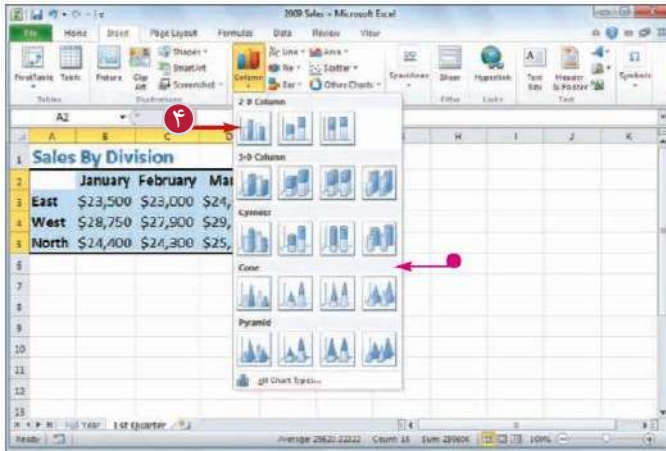 2009 Sales - Microsoft Excel
File Home Insert Page Layout Formulas Data Review View
PivotTable Table Picture Clip Art Shapes SmartArt Screenshot Column Line Area Pie Scatter Bar Other Charts Sparklines Slicer Hyperlink Text Box Header & Footer Symbols
Tables Illustrations Filter Links Text
A2
۴
2-D Column
A B C D H I J K
1 Sales By Division
3-D Column
2 January February Mar
3 East $23,500 $23,000 $24,
4 West $28,750 $27,900 $29,
Cylinder
5 North $24,400 $24,300 $25,
6
Cone
7
8
9
Pyramid
10
11
All Chart Types...
12
13
Full Year 1st Quarter
Ready Average: Count: 16 Sum: 100%